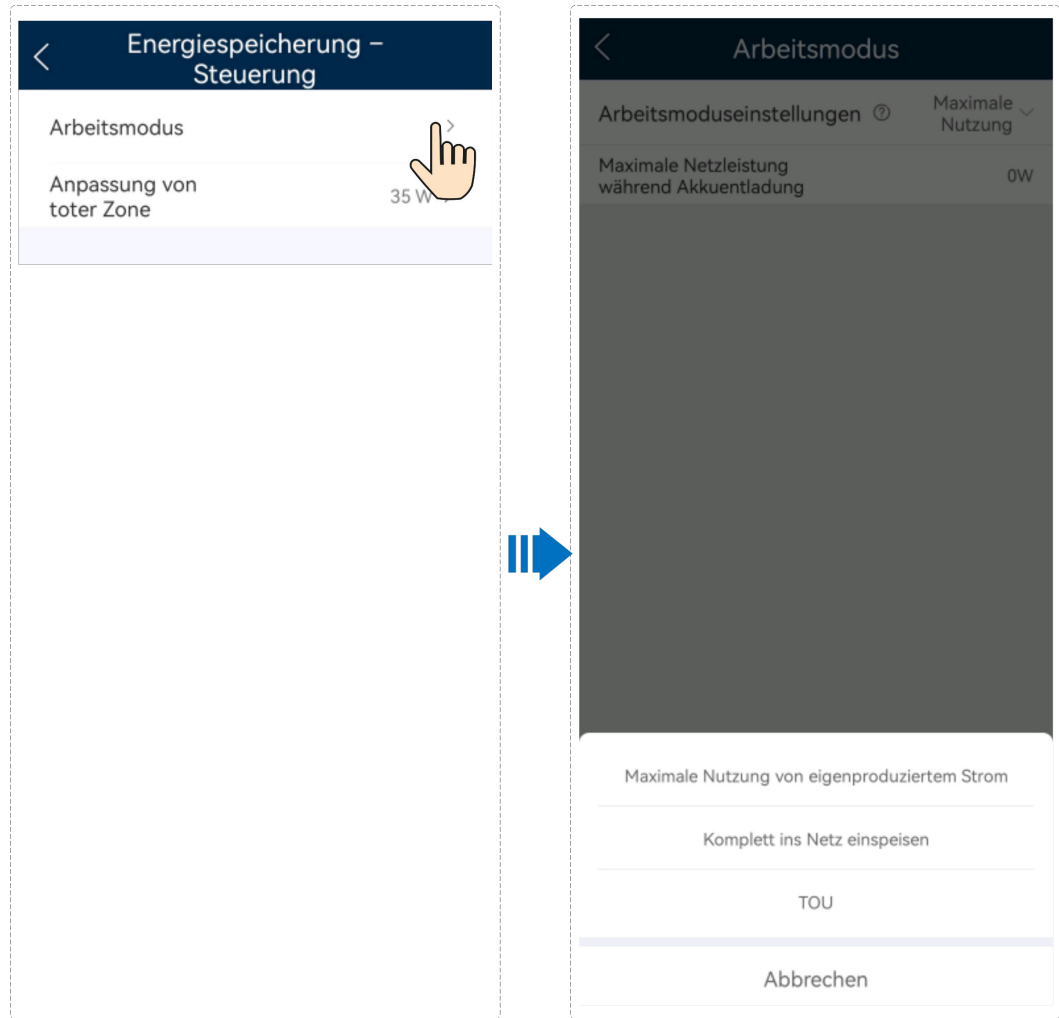 Energiespeicherung –
Steuerung
Arbeitsmodus
Anpassung von
toter Zone
35 W
Arbeitsmodus
Arbeitsmoduseinstellungen
Maximale
Nutzung
Maximale Netzleistung
während Akkuentladung
0W
Maximale Nutzung von eigenproduziertem Strom
Komplett ins Netz einspeisen
TOU
Abbrechen